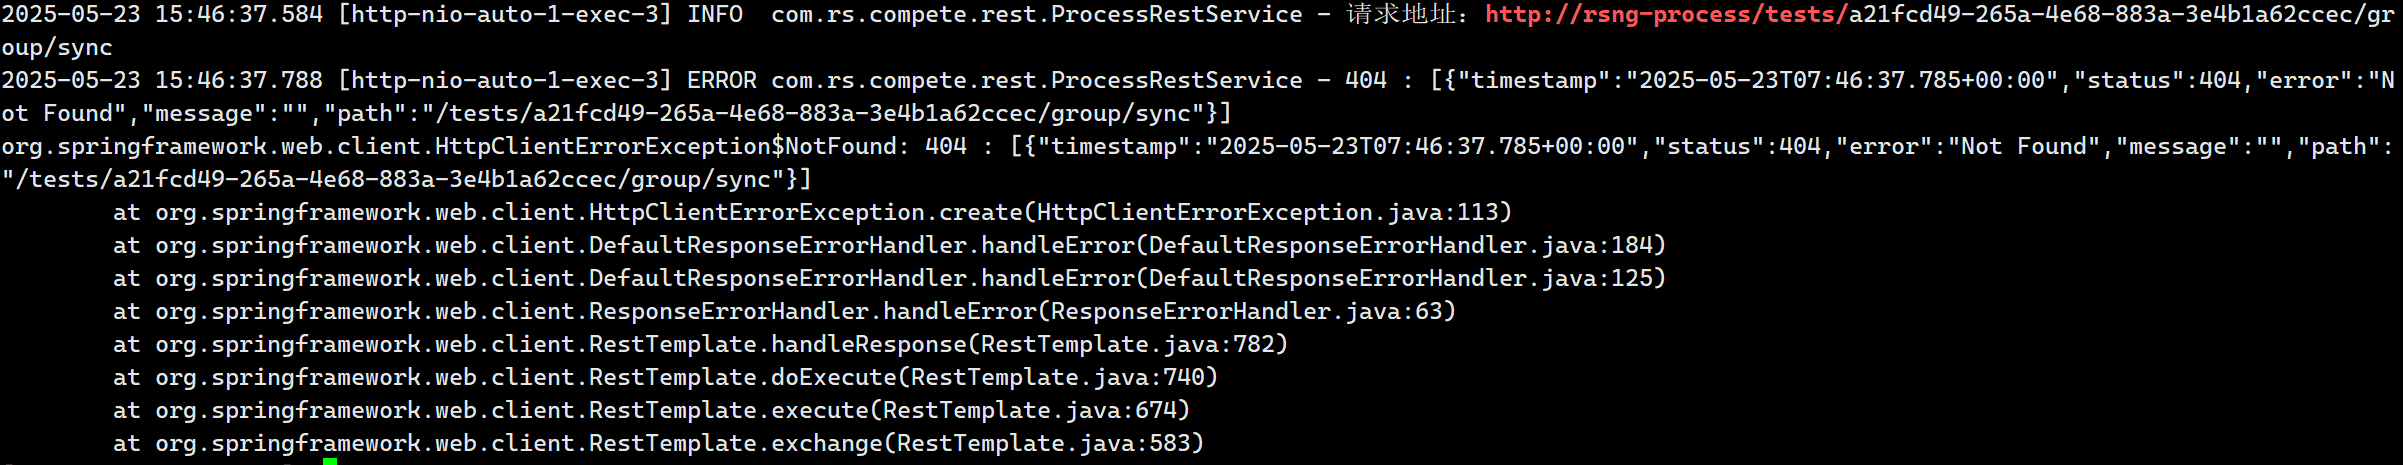 2025-05-23 15:46:37.584 [http-nio-auto-1-exec-3] INFO  com.rs.compete.rest.ProcessRestService - 请求地址：http://rsng-process/tests/a21fcd49-265a-4e68-883a-3e4b1a62ccec/gr
oup/sync
2025-05-23 15:46:37.788 [http-nio-auto-1-exec-3] ERROR com.rs.compete.rest.ProcessRestService - 404 : [{"timestamp":"2025-05-23T07:46:37.785+00:00","status":404,"error":"N
ot Found","message":"","path":"/tests/a21fcd49-265a-4e68-883a-3e4b1a62ccec/group/sync"}]
org.springframework.web.client.HttpClientErrorException$NotFound: 404 : [{"timestamp":"2025-05-23T07:46:37.785+00:00","status":404,"error":"Not Found","message":"","path":
"/tests/a21fcd49-265a-4e68-883a-3e4b1a62ccec/group/sync"}]
        at org.springframework.web.client.HttpClientErrorException.create(HttpClientErrorException.java:113)
        at org.springframework.web.client.DefaultResponseErrorHandler.handleError(DefaultResponseErrorHandler.java:184)
        at org.springframework.web.client.DefaultResponseErrorHandler.handleError(DefaultResponseErrorHandler.java:125)
        at org.springframework.web.client.ResponseErrorHandler.handleError(ResponseErrorHandler.java:63)
        at org.springframework.web.client.RestTemplate.handleResponse(RestTemplate.java:782)
        at org.springframework.web.client.RestTemplate.doExecute(RestTemplate.java:740)
        at org.springframework.web.client.RestTemplate.execute(RestTemplate.java:674)
        at org.springframework.web.client.RestTemplate.exchange(RestTemplate.java:583)